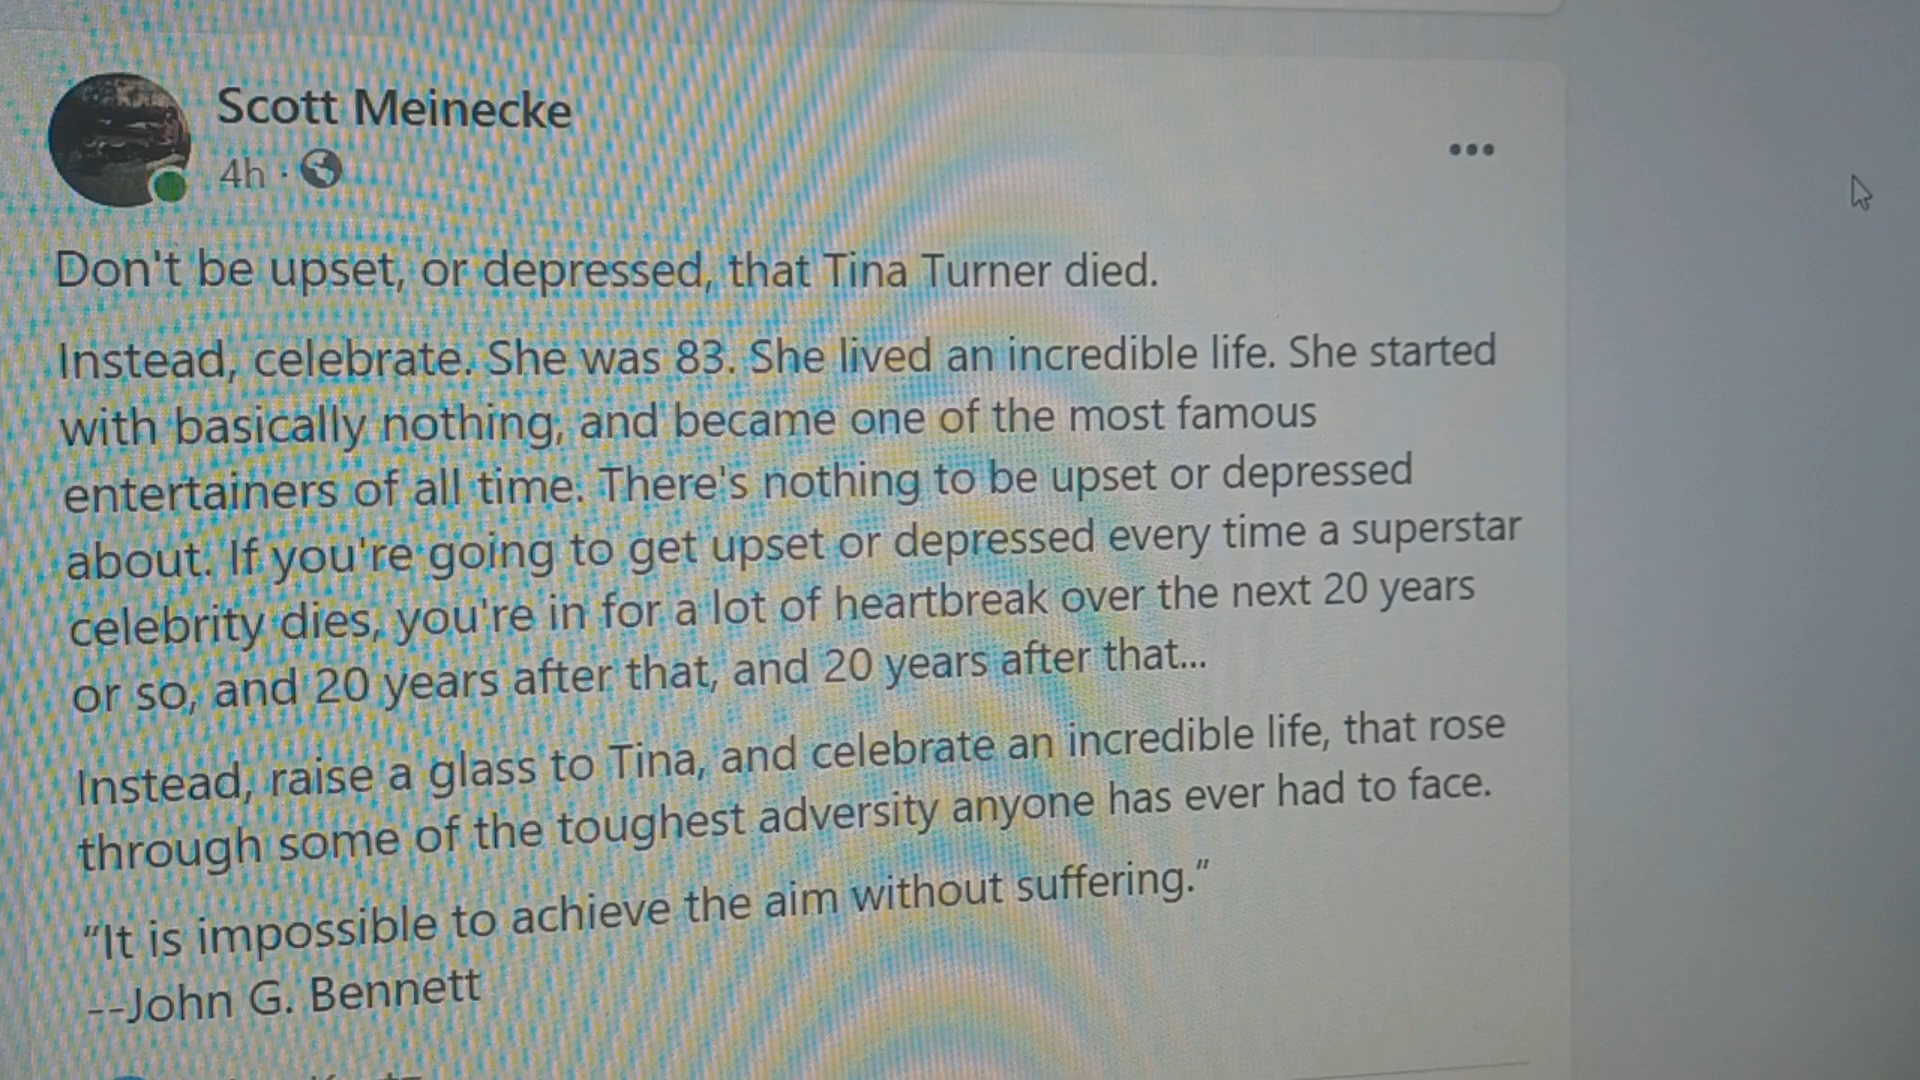 Scott Meinecke
4h ·
Don't be upset, or depressed, that Tina Turner died.
Instead, celebrate. She was 83. She lived an incredible life. She started
with basically nothing, and became one of the most famous
entertainers of all time. There's nothing to be upset or depressed
about. If you're going to get upset or depressed every time a superstar
celebrity dies, you're in for a lot of heartbreak over the next 20 years
or so, and 20 years after that, and 20 years after that...
Instead, raise a glass to Tina, and celebrate an incredible life, that rose
through some of the toughest adversity anyone has ever had to face.
“It is impossible to achieve the aim without suffering.”
--John G. Bennett